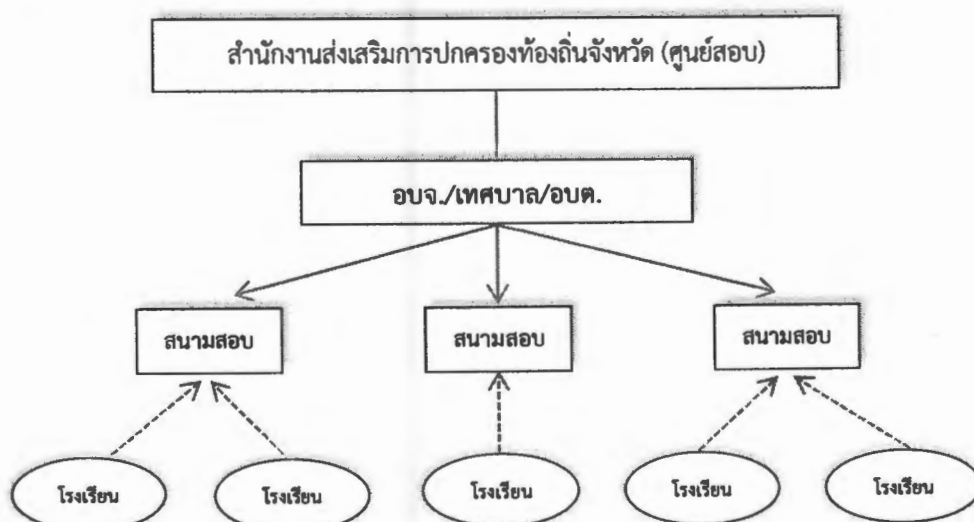 สำนักงานส่งเสริมการปกครองท้องถิ่นจังหวัด (ศูนย์สอบ)
อบจ./เทศบาล/อบต.
สนามสอบ
สนามสอบ
สนามสอบ
โรงเรียน
โรงเรียน
โรงเรียน
โรงเรียน
โรงเรียน